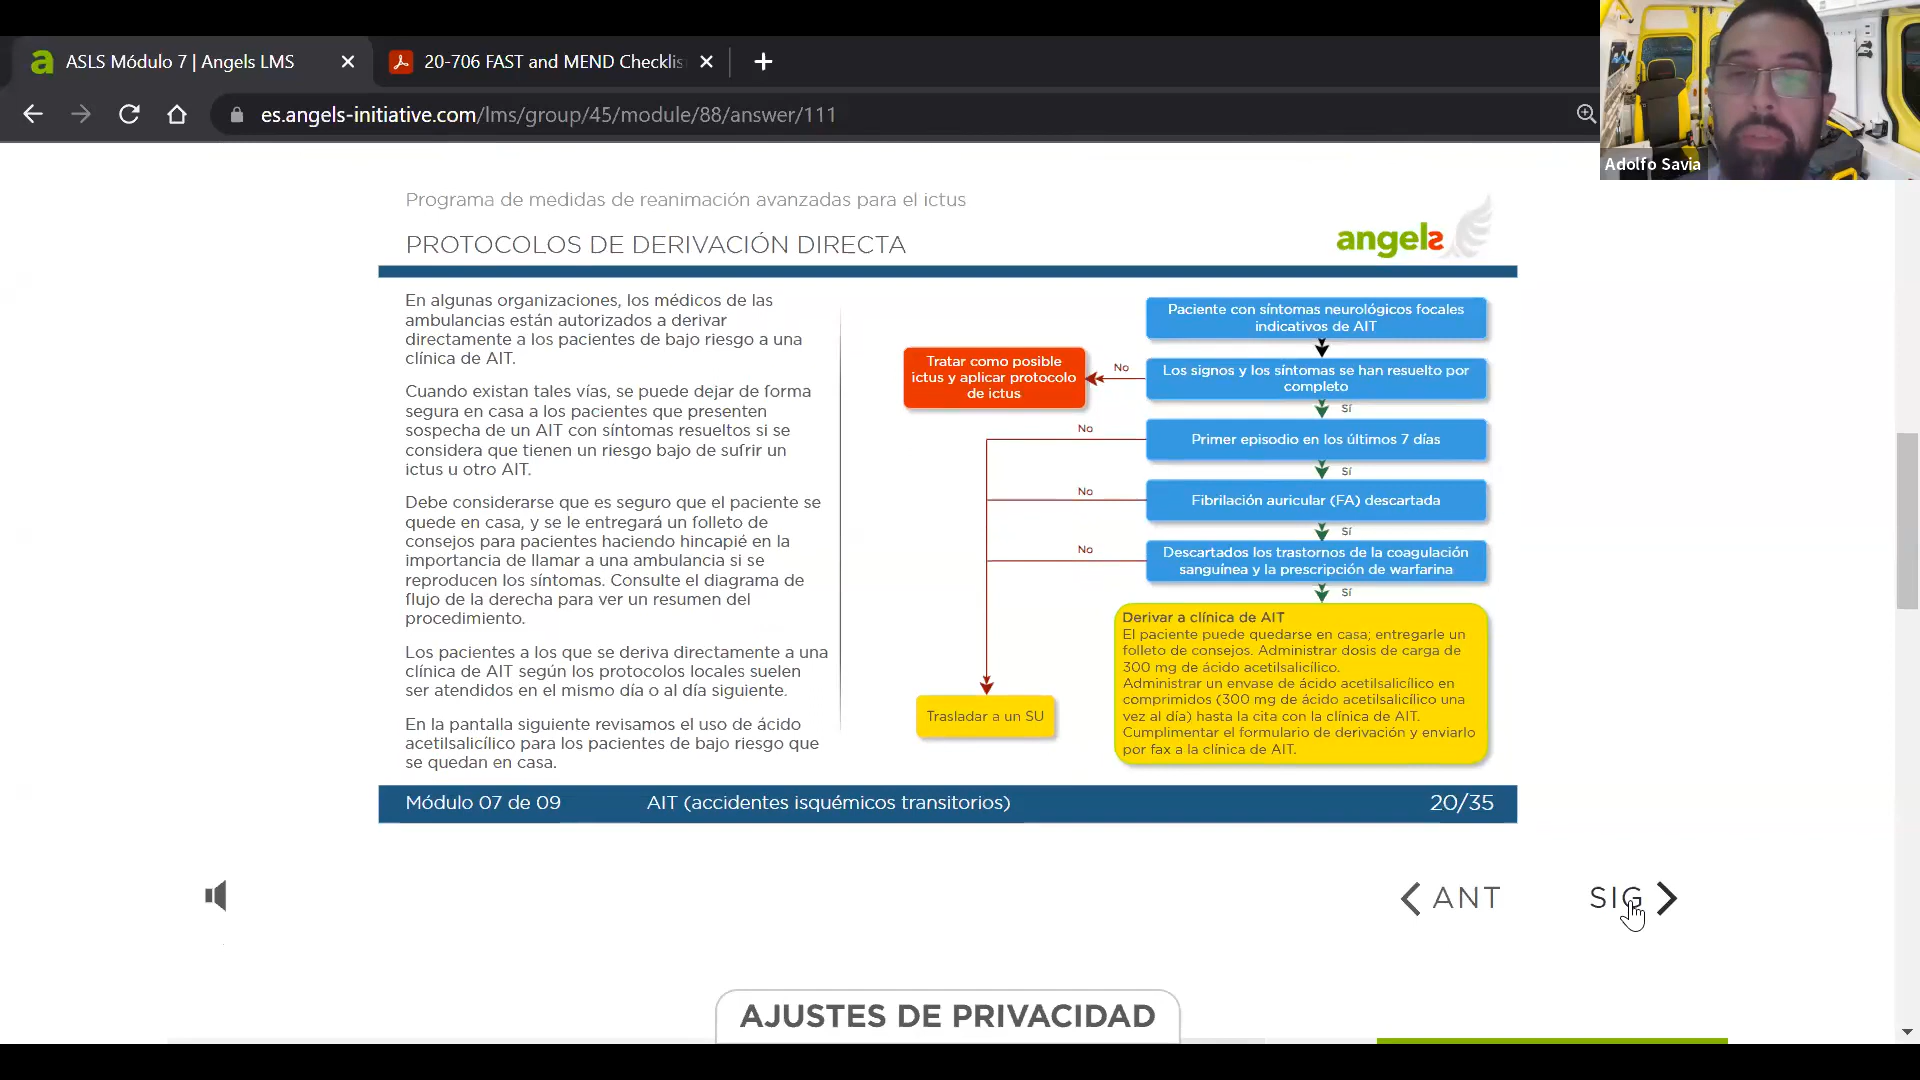 ASLS Módulo 7 | Angels LMS
20-706 FAST and MEND Checklis
es.angels-initiative.com/lms/group/45/module/88/answer/111
Adolfo Savia
Programa de medidas de reanimación avanzadas para el ictus
PROTOCOLOS DE DERIVACIÓN DIRECTA
angels
En algunas organizaciones, los médicos de las
ambulancias están autorizados a derivar
directamente a los pacientes de bajo riesgo a una
clínica de AIT.
Cuando existan tales vías, se puede dejar de forma
segura en casa a los pacientes que presenten
sospecha de un AIT con síntomas resueltos si se
considera que tienen un riesgo bajo de sufrir un
ictus u otro AIT.
Debe considerarse que es seguro que el paciente se
quede en casa, y se le entregará un folleto de
consejos para pacientes haciendo hincapié en la
importancia de llamar a una ambulancia si se
reproducen los síntomas. Consulte el diagrama de
flujo de la derecha para ver un resumen del
procedimiento.
Los pacientes a los que se deriva directamente a una
clínica de AIT según los protocolos locales suelen
ser atendidos en el mismo día o al día siguiente.
En la pantalla siguiente revisamos el uso de ácido
acetilsalicílico para los pacientes de bajo riesgo que
se quedan en casa.
Paciente con síntomas neurológicos focales
indicativos de AIT
Tratar como posible
ictus y aplicar protocolo
de ictus
No
Los signos y los síntomas se han resuelto por
completo
Sí
No
Primer episodio en los últimos 7 días
Sí
No
Fibrilación auricular (FA) descartada
Sí
No
Descartados los trastornos de la coagulación
sanguínea y la prescripción de warfarina
Sí
Trasladar a un SU
Derivar a clínica de AIT
El paciente puede quedarse en casa; entregarle un
folleto de consejos. Administrar dosis de carga de
300 mg de ácido acetilsalicílico.
Administrar un envase de ácido acetilsalicílico en
comprimidos (300 mg de ácido acetilsalicílico una
vez al día) hasta la cita con la clínica de AIT.
Cumplimentar el formulario de derivación y enviarlo
por fax a la clínica de AIT.
Módulo 07 de 09
AIT (accidentes isquémicos transitorios)
20/35
ANT
SIG
AJUSTES DE PRIVACIDAD